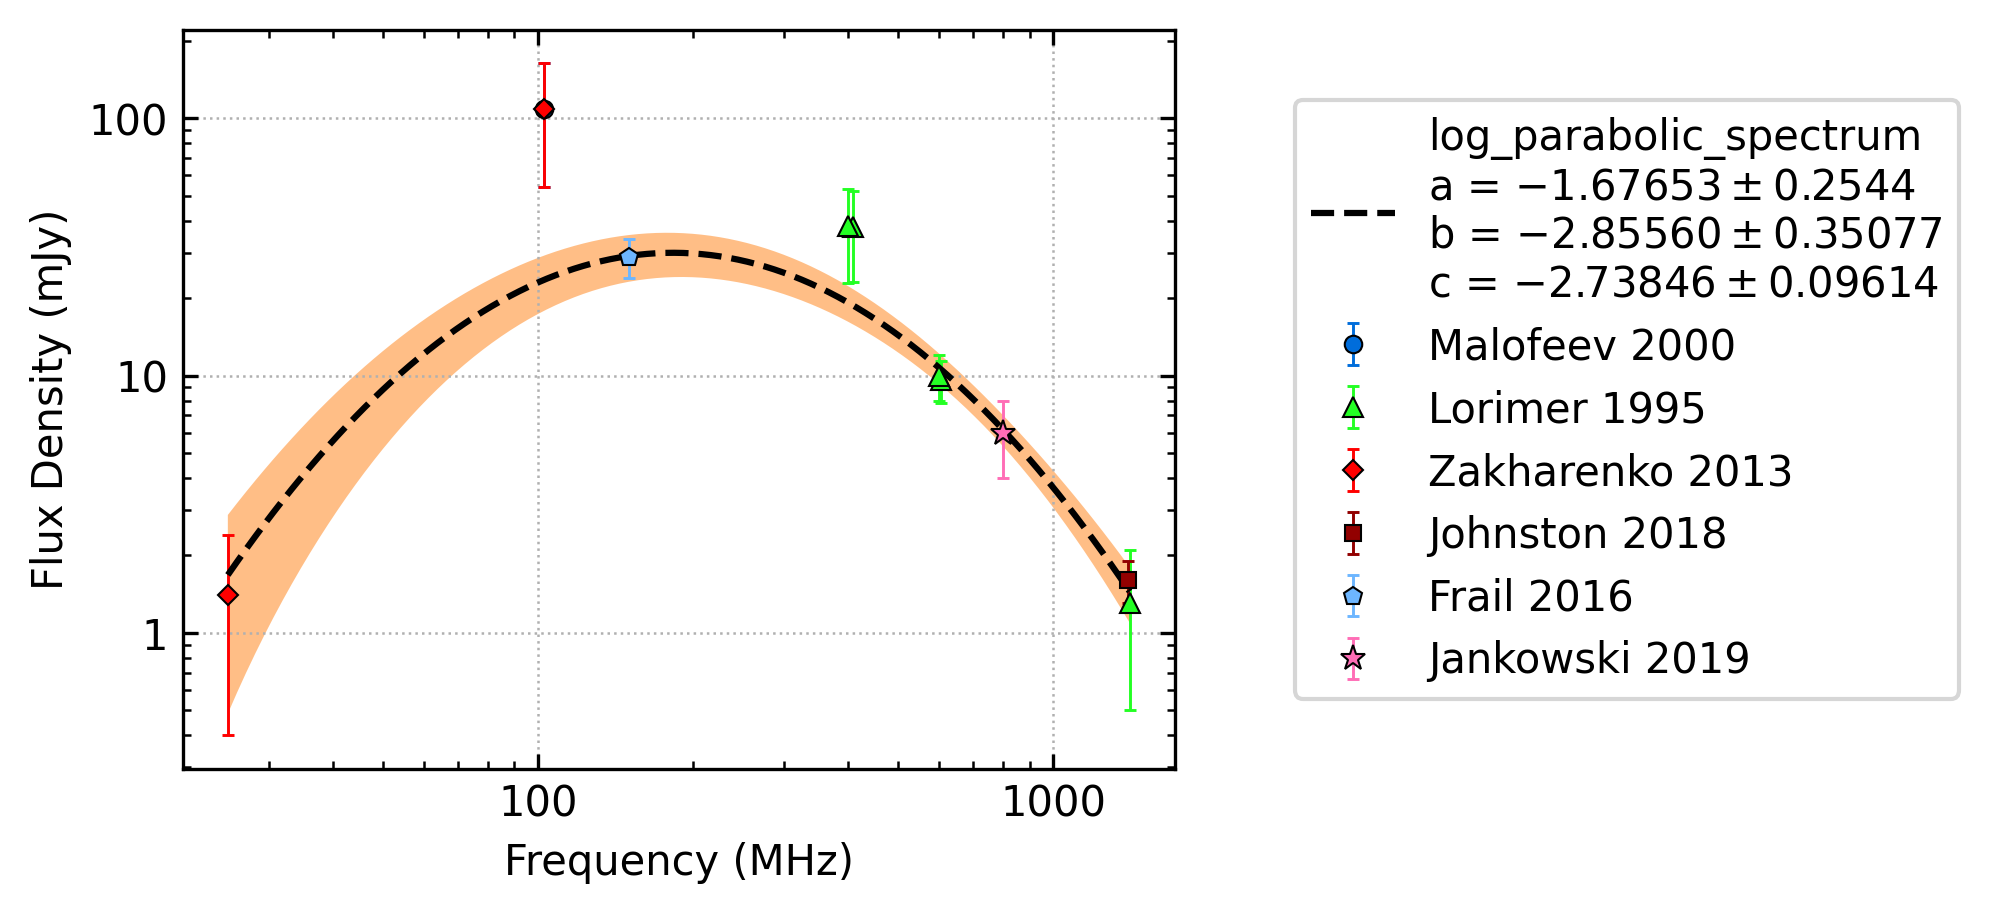 100
10
1
Flux Density (mJy)
100
1000
Frequency (MHz)
log_parabolic_spectrum
a = −1.67653 ± 0.2544
b = −2.85560 ± 0.35077
c = −2.73846 ± 0.09614
Malofeev 2000
Lorimer 1995
Zakharenko 2013
Johnston 2018
Frail 2016
Jankowski 2019